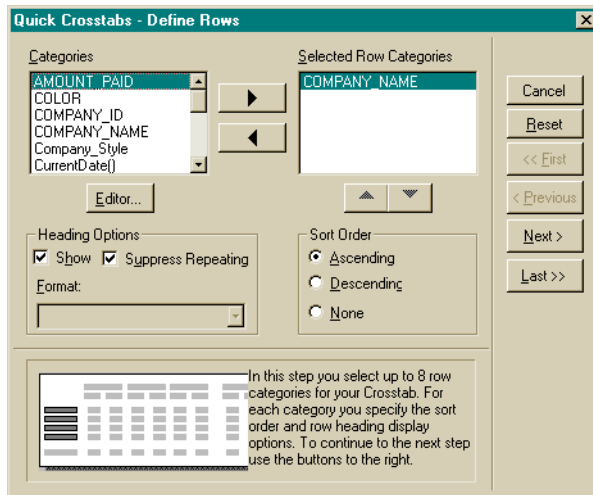 Quick Crosstabs - Define Rows
Categories
AMOUNT_PAID
COLOR
COMPANY_ID
COMPANY_NAME
Company_Style
CurrentDate()
Editor...
Selected Row Categories
COMPANY_NAME
Cancel
Reset
<< First
< Previous
Next >
Last >>
Heading Options
Show
Suppress Repeating
Format:
Sort Order
Ascending
Descending
None
In this step you select up to 8 row
categories for your Crosstab. For
each category you specify the sort
order and row heading display
options. To continue to the next step
use the buttons to the right.